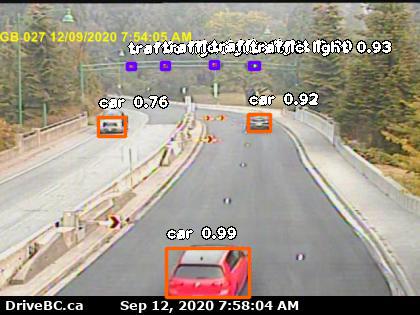 GB 027 12/09/2020 7:54:05 AM
traffic light 0.93
car 0.76
car 0.92
car 0.99
DriveBC.ca Sep 12, 2020 7:58:04 AM